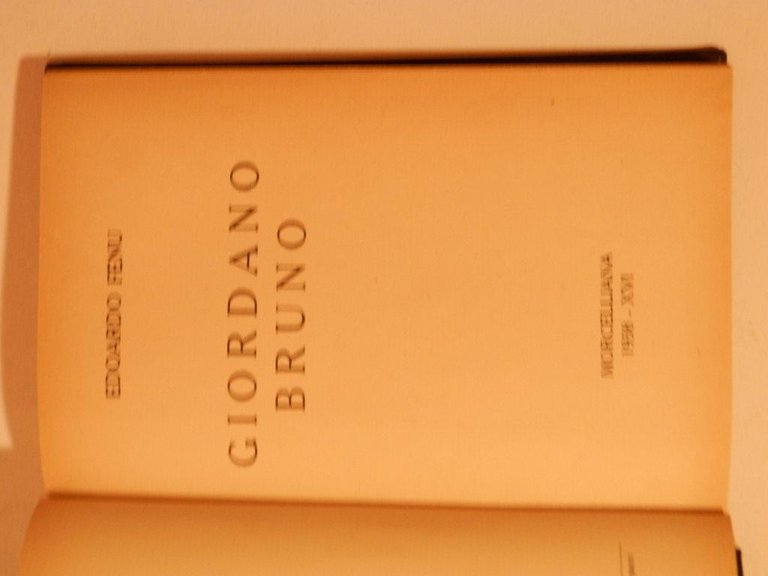 EDOARDO FENU
GIORDANO
BRUNO
MORCELLIANA
1938 - XVI